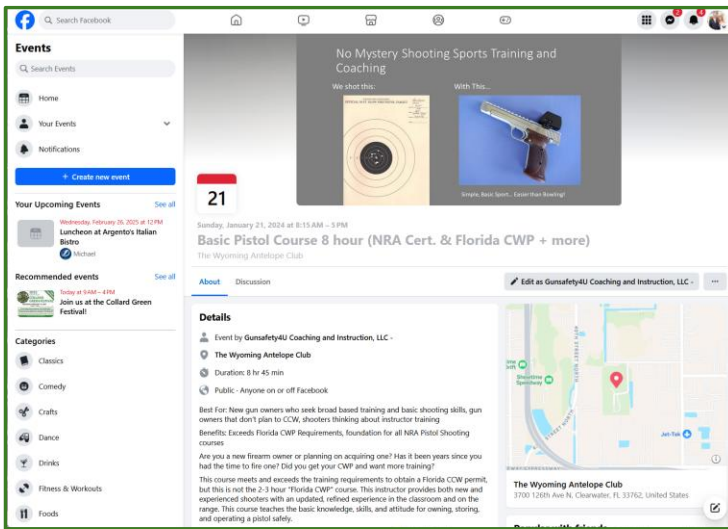 Search Facebook
2
4
Events
Search Events
Home
Your Events
Notifications
+ Create new event
Your Upcoming Events See all
Wednesday, February 26, 2025 at 12 PM
Luncheon at Argento's Italian
Bistro
Michael
Recommended events See all
Today at 9 AM – 4 PM
Join us at the Collard Green
Festival!
Categories
Classics
Comedy
Crafts
Dance
Drinks
Fitness & Workouts
Foods
No Mystery Shooting Sports Training and
Coaching
We shot this: With This...
Simple, Basic Sport... Easier than Bowling!
21
Sunday, January 21, 2024 at 8:15 AM – 5 PM
Basic Pistol Course 8 hour (NRA Cert. & Florida CWP + more)
The Wyoming Antelope Club
About Discussion Edit as Gunsafety4U Coaching and Instruction, LLC -
Details
Event by Gunsafety4U Coaching and Instruction, LLC -
The Wyoming Antelope Club
Duration: 8 hr 45 min
Public · Anyone on or off Facebook
Best For: New gun owners who seek broad based training and basic shooting skills, gun
owners that don't plan to CCW, shooters thinking about instructor training
Benefits: Exceeds Florida CWP Requirements, foundation for all NRA Pistol Shooting
courses
Are you a new firearm owner or planning on acquiring one? Has it been years since you
had the time to fire one? Did you get your CWP and want more training?
This course meets and exceeds the training requirements to obtain a Florida CCW permit,
but this is not the 2-3 hour "Florida CWP" course. This instructor provides both new and
experienced shooters with an updated, refined experience in the classroom and on the
range. This course teaches the basic knowledge, skills, and attitude for owning, storing,
and operating a pistol safely.
Showtime
Speedway
Jet-Tek
The Wyoming Antelope Club
3700 126th Ave N, Clearwater, FL 33762, United States
Popular with friends